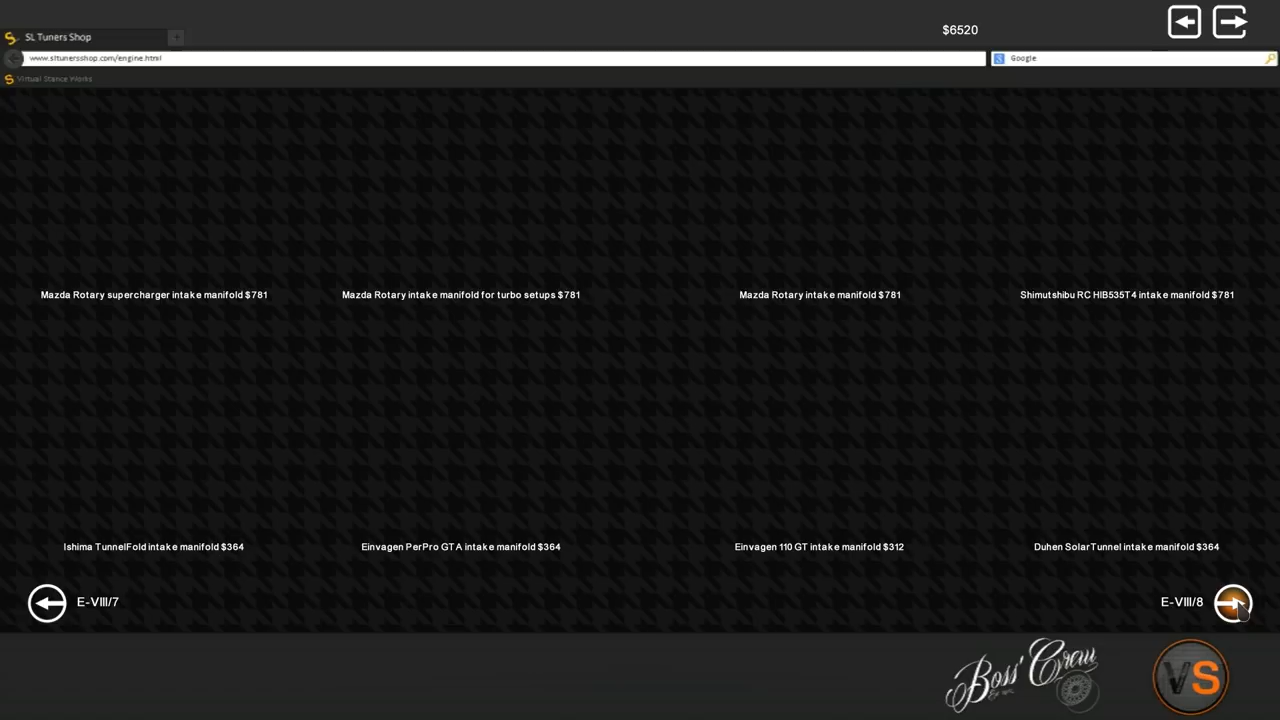 $6520
SL Tuners Shop
www.sltunersshop.com/engine.html
Google
Virtual Stance Works
Mazda Rotary supercharger intake manifold $781
Mazda Rotary intake manifold for turbo setups $781
Mazda Rotary intake manifold $781
Shimutshibu RC HIB535T4 intake manifold $781
Ishima TunnelFold intake manifold $364
Einvagen PerPro GTA intake manifold $364
Einvagen 110 GT intake manifold $312
Duhen SolarTunnel intake manifold $364
E-VIII/7
E-VIII/8
Boss' Crew
VS